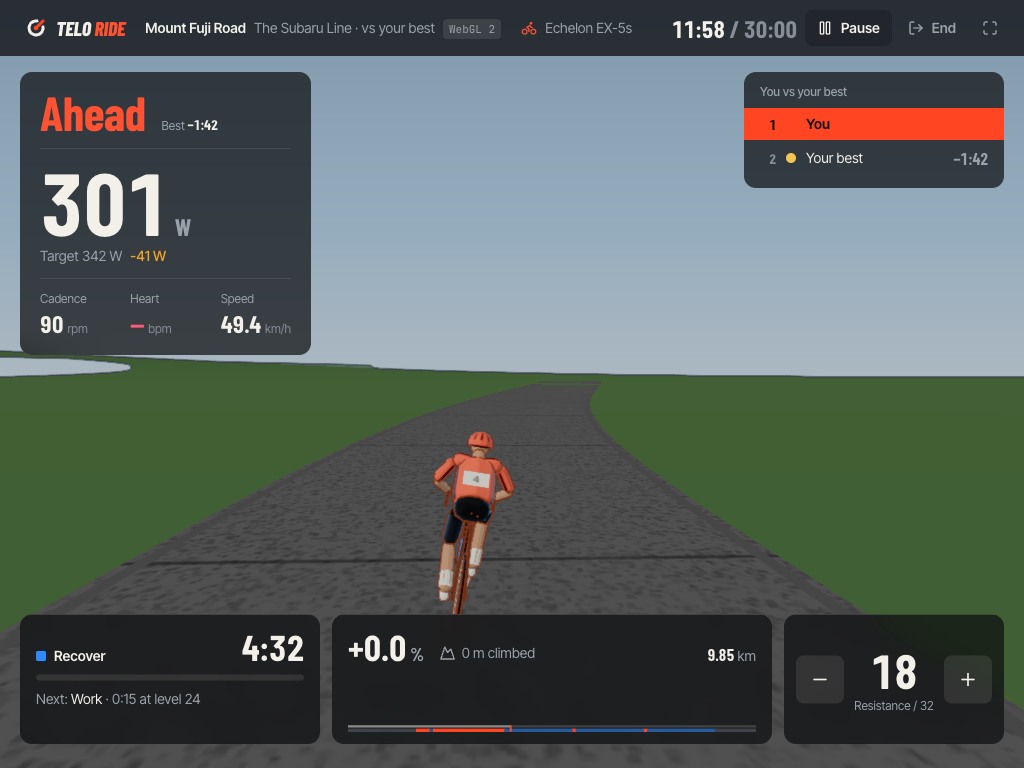 TELO RIDE Mount Fuji Road The Subaru Line · vs your best WebGL 2 Echelon EX-5s 11:58 / 30:00 Pause End
Ahead Best −1:42
301 W
Target 342 W -41 W
Cadence Heart Speed
90 rpm – bpm 49.4 km/h
You vs your best
1 You
2 Your best −1:42
4
Recover 4:32
Next: Work · 0:15 at level 24
+0.0 % 0 m climbed 9.85 km
− 18 +
Resistance / 32